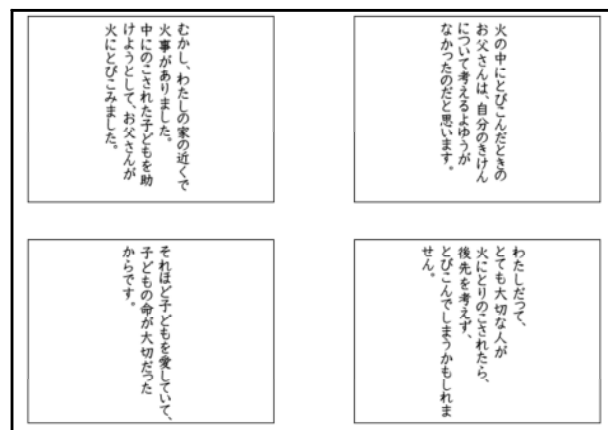 むかし、わたしの家の近くで
火事がありました。
中にのこされた子どもを助
けようとして、お父さんが
火にとびこみました。
火の中にとびこんだときの
お父さんは、自分のきけん
について考えるよゆうが
なかったのだと思います。
それほど子どもを愛していて、
子どもの命が大切だった
からです。
わたしだって、
とても大切な人が
火にとりのこされたら、
後先を考えず、
とびこんでしまうかもしれま
せん。